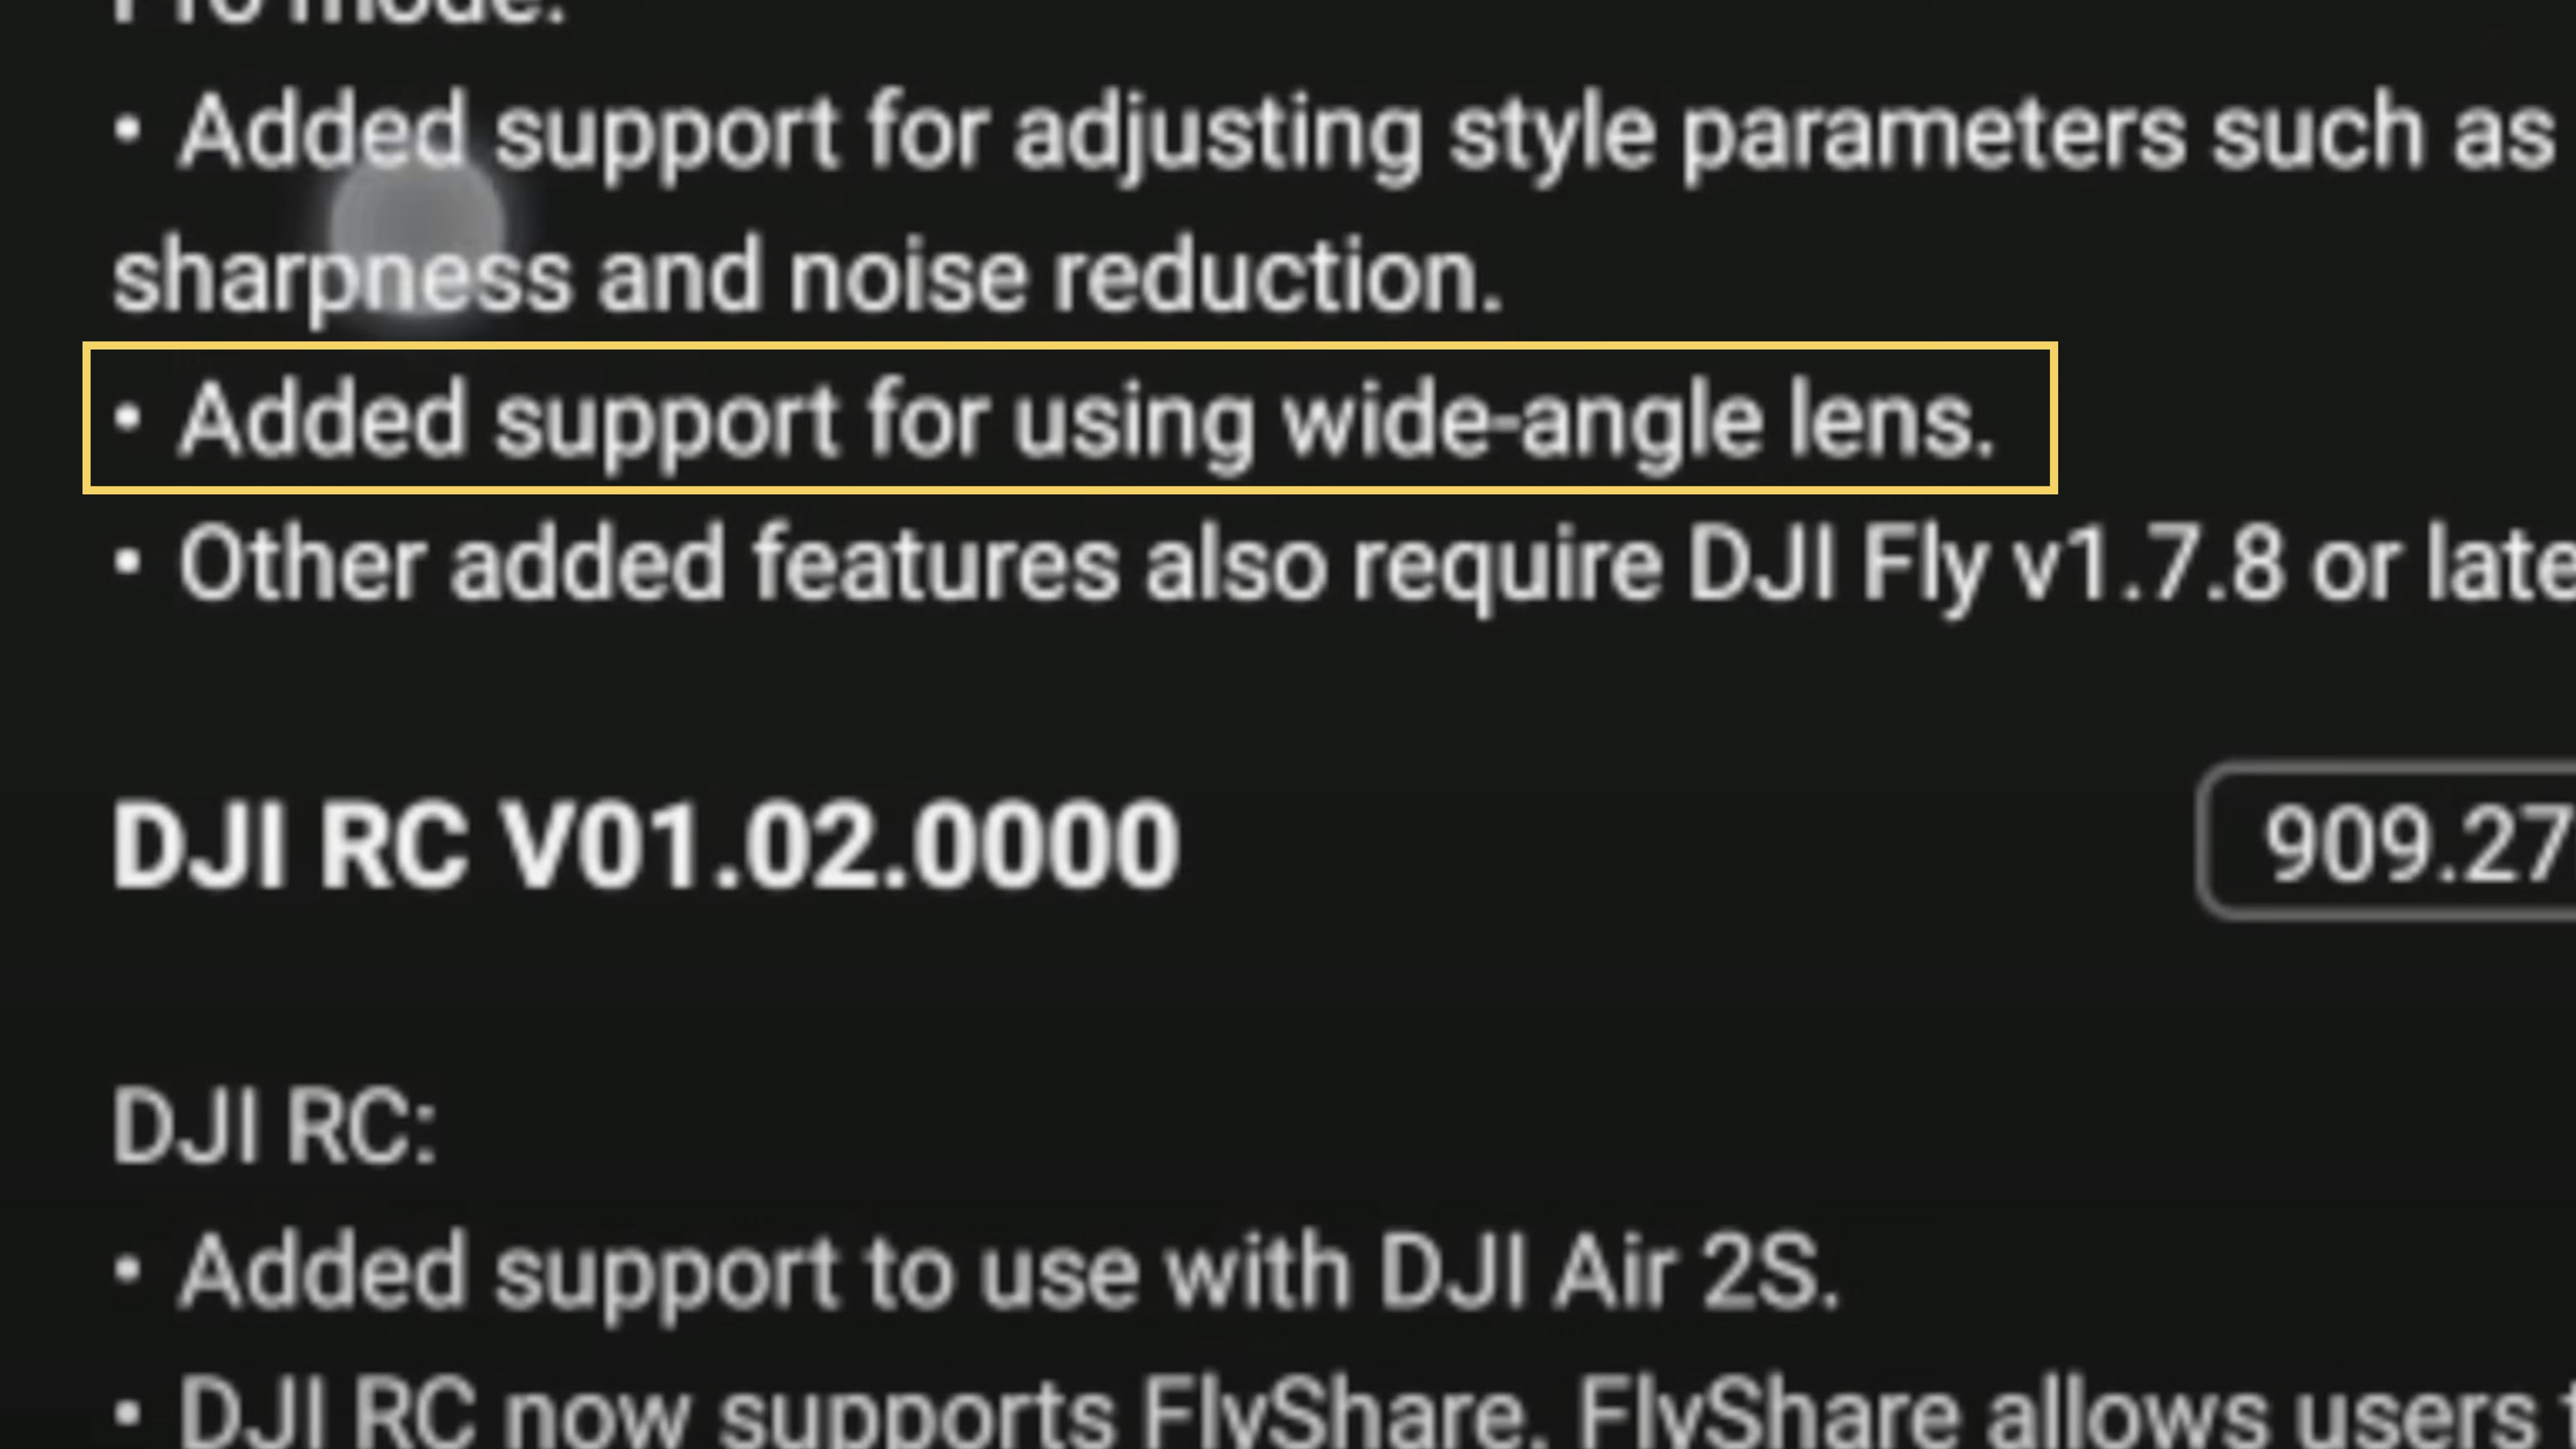 Pro mode.
• Added support for adjusting style parameters such as
sharpness and noise reduction.
• Added support for using wide-angle lens.
• Other added features also require DJI Fly v1.7.8 or late
DJI RC V01.02.0000
909.27
DJI RC:
• Added support to use with DJI Air 2S.
• DJI RC now supports FlyShare. FlyShare allows users